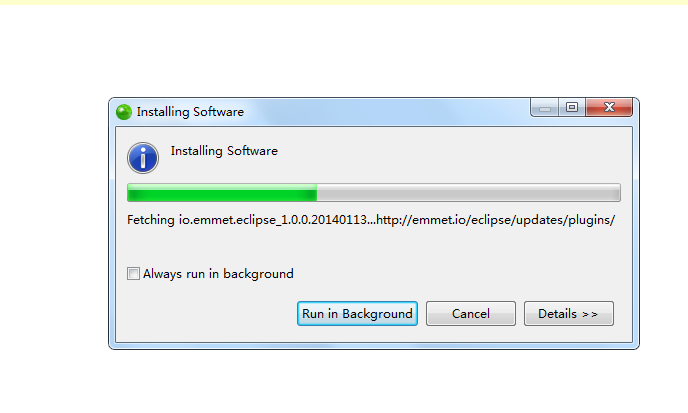 Installing Software
Installing Software
Fetching io.emmet.eclipse_1.0.0.20140113...http://emmet.io/eclipse/updates/plugins/
Always run in background
Run in Background Cancel Details >>